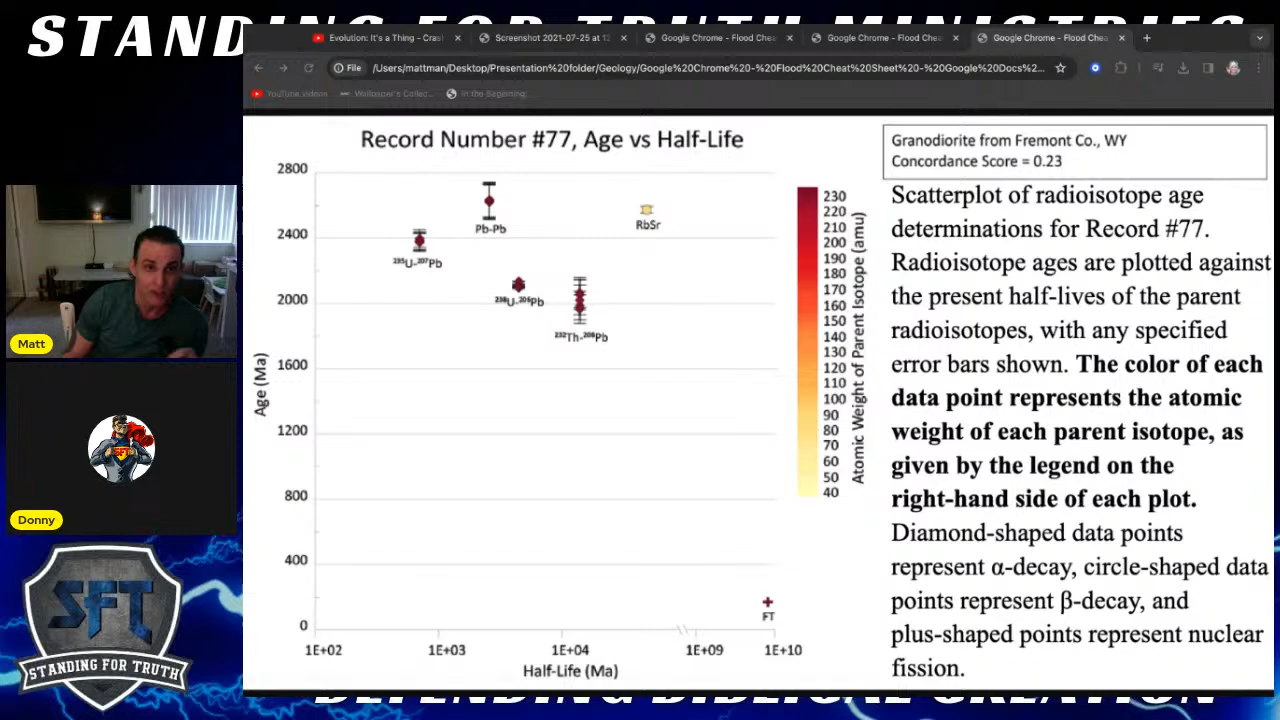 STANDING FOR TRUTH MINISTRIES
Evolution: It's a Thing - Crash
Screenshot 2021-07-25 at 13
Google Chrome - Flood Che
Google Chrome - Flood Che
Google Chrome - Flood Che
File
/Users/mattman/Desktop/Presentation%20folder/Geology/Google%20Chrome%20-%20Flood%20Cheat%20Sheet%20-%20Google%20Docs%2...
YouTube videos
Wallpaper's Collec...
In the Beginning
Record Number #77, Age vs Half-Life
2800
2400
2000
1600
1200
800
400
0
Age (Ma)
235U-207Pb
Pb-Pb
238U-206Pb
232Th-208Pb
RbSr
FT
1E+02
1E+03
1E+04
1E+09
1E+10
Half-Life (Ma)
230
220
210
200
190
180
170
160
150
140
130
120
110
100
90
80
70
60
50
40
Atomic Weight of Parent Isotope (amu)
Granodiorite from Fremont Co., WY
Concordance Score = 0.23
Scatterplot of radioisotope age
determinations for Record #77.
Radioisotope ages are plotted against
the present half-lives of the parent
radioisotopes, with any specified
error bars shown. The color of each
data point represents the atomic
weight of each parent isotope, as
given by the legend on the
right-hand side of each plot.
Diamond-shaped data points
represent α-decay, circle-shaped data
points represent β-decay, and
plus-shaped points represent nuclear
fission.
Matt
SFT
Donny
SFT
STANDING FOR TRUTH
DEFENDING BIBLICAL CREATION